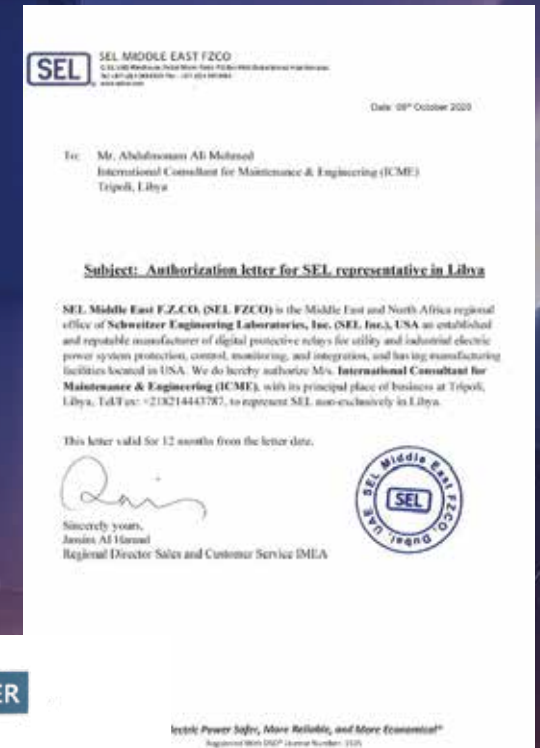 SEL
SEL MIDDLE EAST FZCO
Date: 09th October 2020
To: Mr. Abdulmonam Ali Mohmed
International Consultant for Maintenance & Engineering (ICME)
Tripoli, Libya
Subject: Authorization letter for SEL representative in Libya
SEL Middle East F.Z.CO. (SEL FZCO) is the Middle East and North Africa regional
office of Schweitzer Engineering Laboratories, Inc. (SEL Inc.), USA an established
and reputable manufacturer of digital protective relays for utility and industrial electric
power system protection, control, monitoring, and integration, and having manufacturing
facilities located in USA. We do hereby authorize M/s. International Consultant for
Maintenance & Engineering (ICME), with its principal place of business at Tripoli,
Libya, Tel/Fax: +218214443787, to represent SEL non-exclusively in Libya.
This letter valid for 12 months from the letter date.
SEL Middle East FZCO, Dubai, UAE
SEL
Sincerely yours,
Al
Regional Director Sales and Customer Service IMEA
ER
lectric Power Safer, More Reliable, and More Economical®